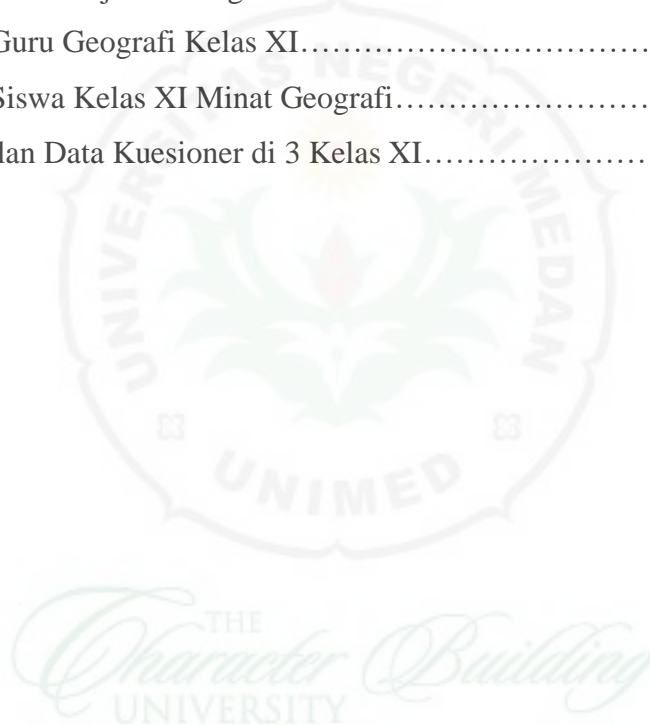 Guru Geografi Kelas XI……………………………
Siswa Kelas XI Minat Geografi……………………
Data Kuesioner di 3 Kelas XI…………………
UNIVERSITAS NEGERI MEDAN
UNIMED
THE
Character Building
UNIVERSITY